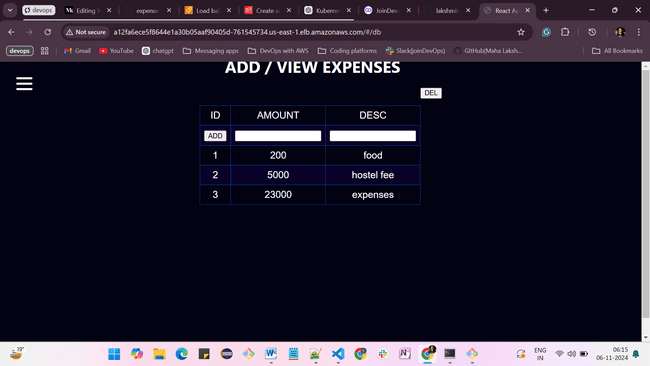 devops
Editing V
expense
Load bal
Create p
Kuberne
JoinDev
lakshmi
React Ap
Not secure
a12fa6ece5f8644e1a30b05aaf90405d-761545734.us-east-1.elb.amazonaws.com/#/db
devops
Gmail
YouTube
chatgpt
Messaging apps
DevOps with AWS
Coding platforms
Slack(joinDevOps)
GitHub(Maha Laksh...
All Bookmarks
ADD / VIEW EXPENSES
DEL
ID AMOUNT DESC
ADD
1 200 food
2 5000 hostel fee
3 23000 expenses
19°
ENG
IN
06:15
06-11-2024